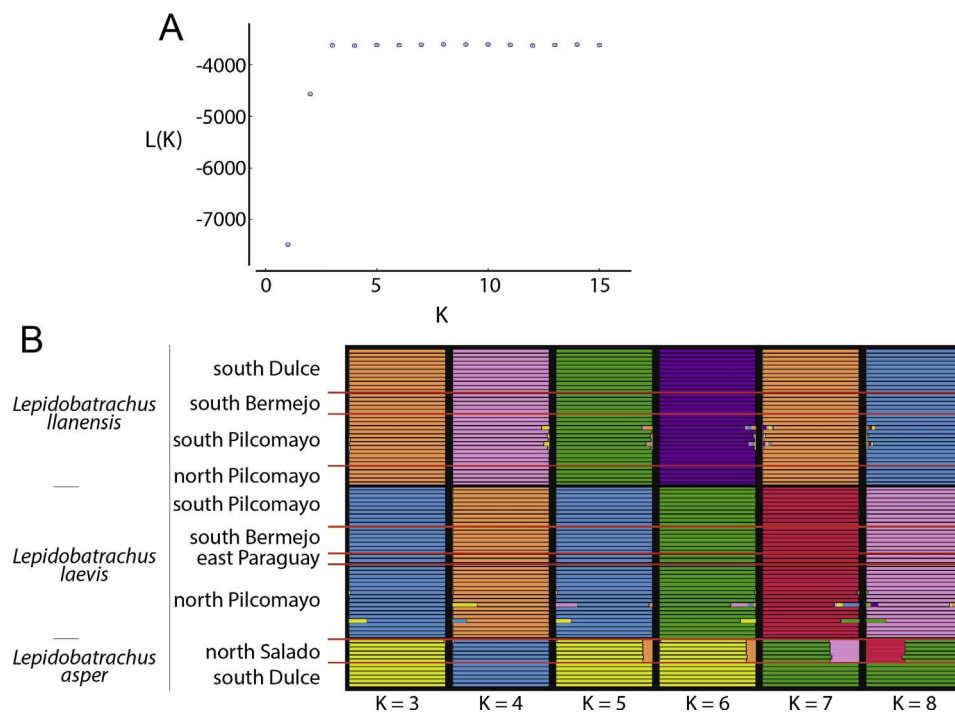 A
-4000
-5000
L(K)
-6000
-7000
0 5 10 15
K
B
Lepidobatrachus
llanensis
south Dulce
south Bermejo
south Pilcomayo
north Pilcomayo
Lepidobatrachus
laevis
south Pilcomayo
south Bermejo
east Paraguay
north Pilcomayo
Lepidobatrachus
asper
north Salado
south Dulce
K = 3 K = 4 K = 5 K = 6 K = 7 K = 8